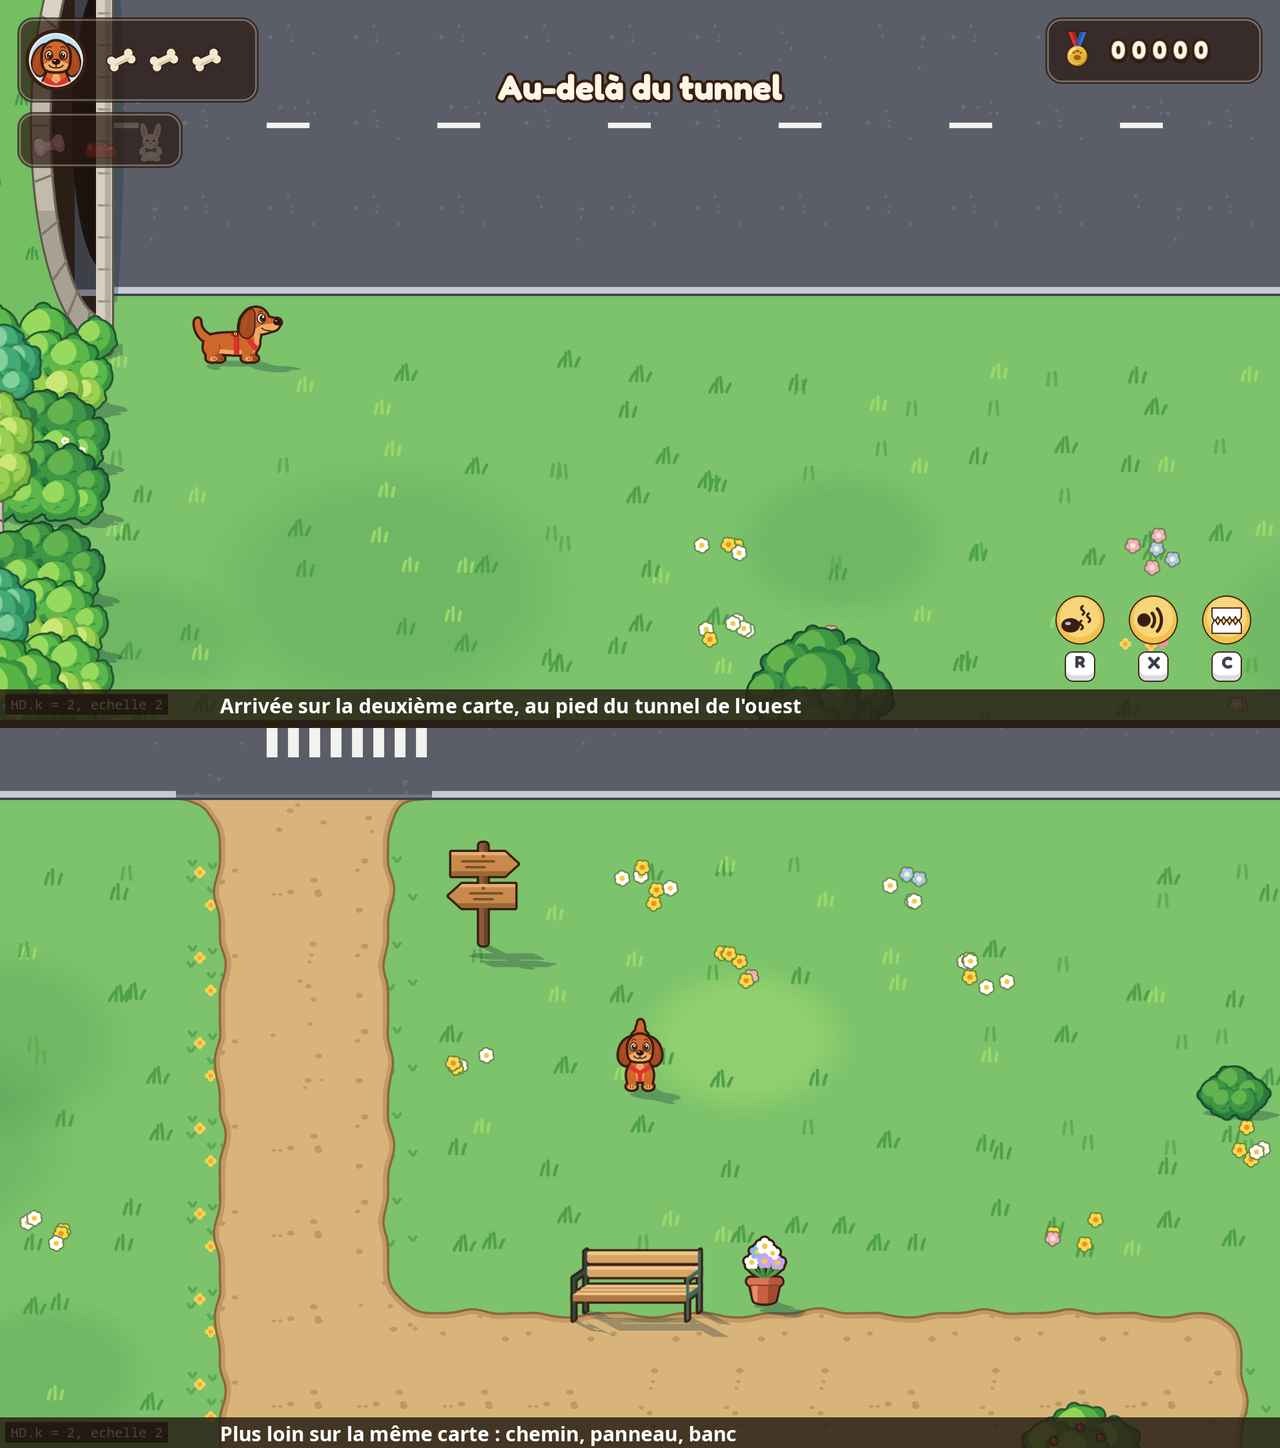 00000
Au-delà du tunnel
R X C
HD.k = 2, echelle 2
Arrivée sur la deuxième carte, au pied du tunnel de l'ouest
HD.k = 2, echelle 2
Plus loin sur la même carte : chemin, panneau, banc